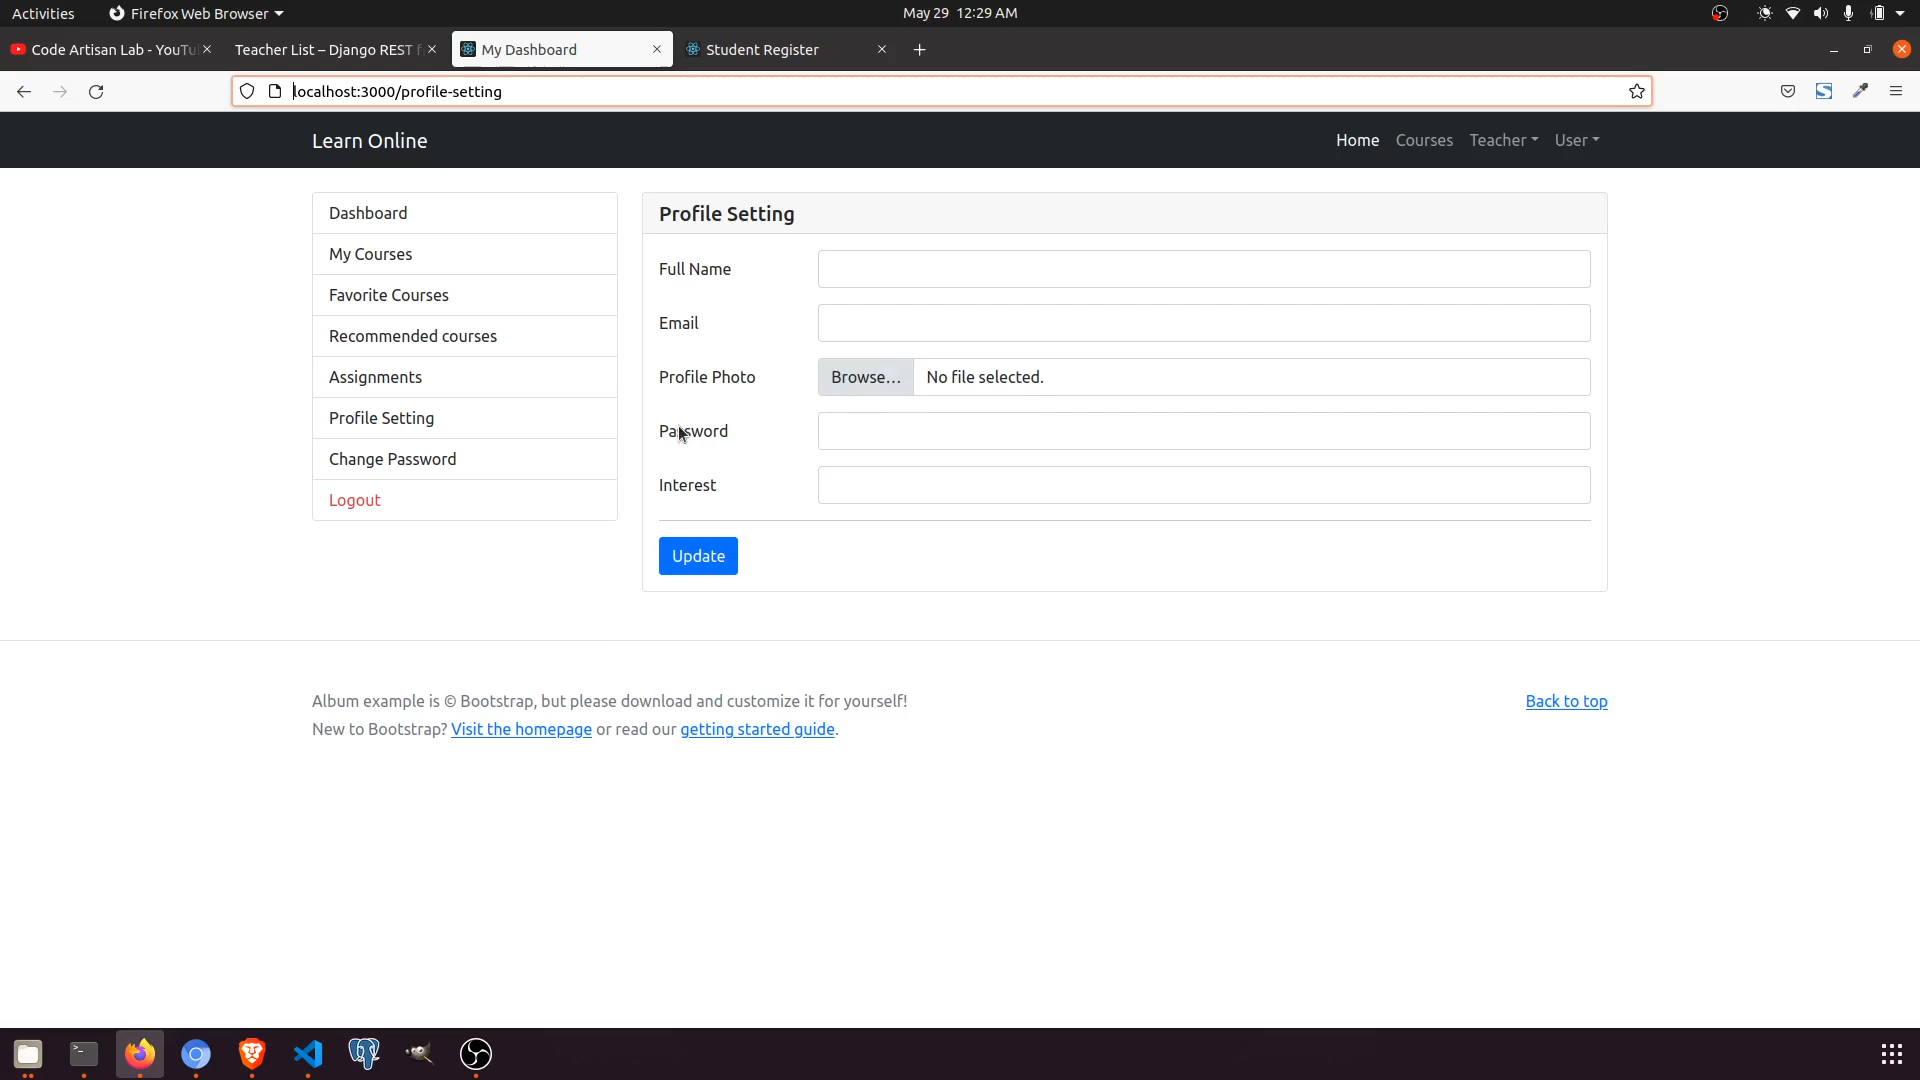 Activities
Firefox Web Browser
May 29 12:29 AM
Code Artisan Lab - YouTu
Teacher List – Django REST f
My Dashboard
Student Register
localhost:3000/profile-setting
Learn Online
Home
Courses
Teacher
User
Dashboard
My Courses
Favorite Courses
Recommended courses
Assignments
Profile Setting
Change Password
Logout
Profile Setting
Full Name
Email
Profile Photo
Browse...
No file selected.
Password
Interest
Update
Album example is © Bootstrap, but please download and customize it for yourself!
Back to top
New to Bootstrap? Visit the homepage or read our getting started guide.